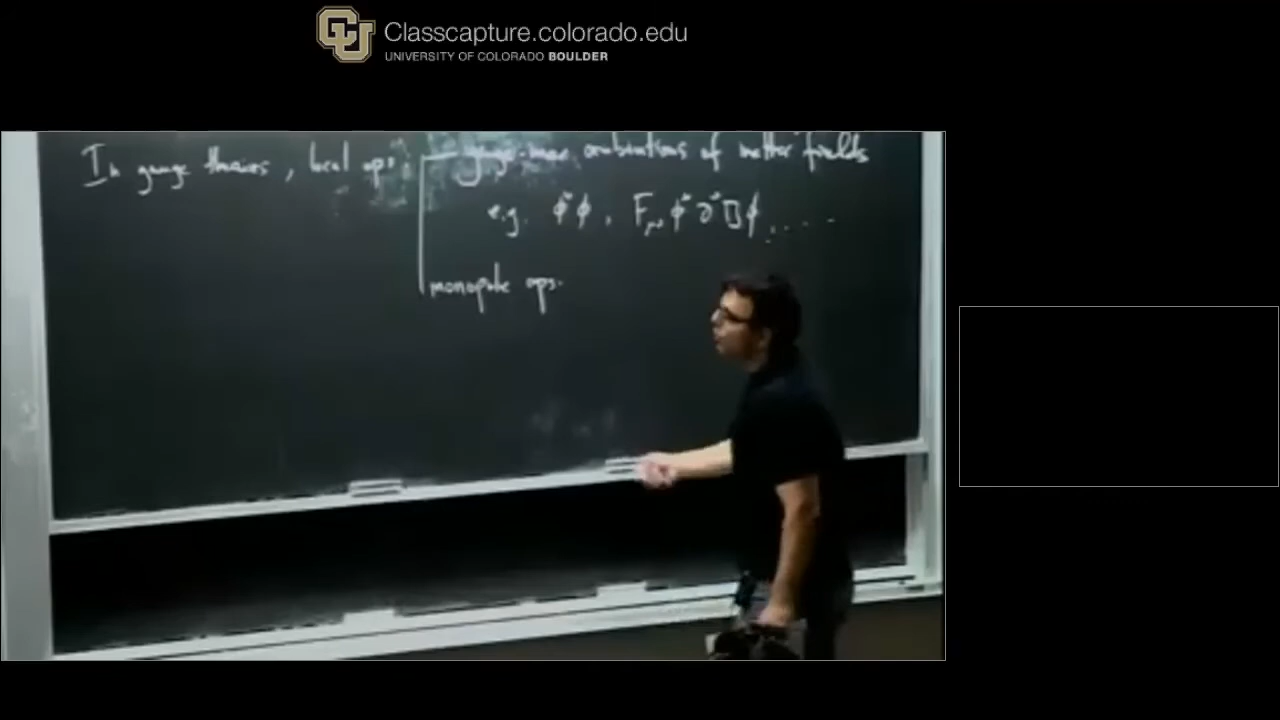 Classcapture.colorado.edu
UNIVERSITY OF COLORADO BOULDER
In gauge theories, local ops. gauge-inv. combinations of matter fields
e.g. ϕ*ϕ, F_μν ϕ* ∂^ □ϕ, ....
monopole ops.